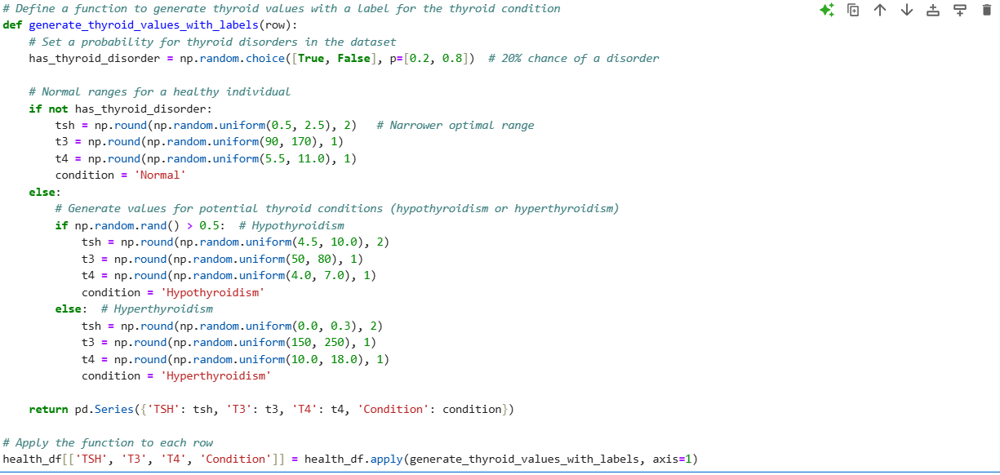 # Define a function to generate thyroid values with a label for the thyroid condition
def generate_thyroid_values_with_labels(row):
    # Set a probability for thyroid disorders in the dataset
    has_thyroid_disorder = np.random.choice([True, False], p=[0.2, 0.8])  # 20% chance of a disorder

    # Normal ranges for a healthy individual
    if not has_thyroid_disorder:
        tsh = np.round(np.random.uniform(0.5, 2.5), 2)   # Narrower optimal range
        t3 = np.round(np.random.uniform(90, 170), 1)
        t4 = np.round(np.random.uniform(5.5, 11.0), 1)
        condition = 'Normal'
    else:
        # Generate values for potential thyroid conditions (hypothyroidism or hyperthyroidism)
        if np.random.rand() > 0.5:  # Hypothyroidism
            tsh = np.round(np.random.uniform(4.5, 10.0), 2)
            t3 = np.round(np.random.uniform(50, 80), 1)
            t4 = np.round(np.random.uniform(4.0, 7.0), 1)
            condition = 'Hypothyroidism'
        else:  # Hyperthyroidism
            tsh = np.round(np.random.uniform(0.0, 0.3), 2)
            t3 = np.round(np.random.uniform(150, 250), 1)
            t4 = np.round(np.random.uniform(10.0, 18.0), 1)
            condition = 'Hyperthyroidism'

    return pd.Series({'TSH': tsh, 'T3': t3, 'T4': t4, 'Condition': condition})

# Apply the function to each row
health_df[['TSH', 'T3', 'T4', 'Condition']] = health_df.apply(generate_thyroid_values_with_labels, axis=1)